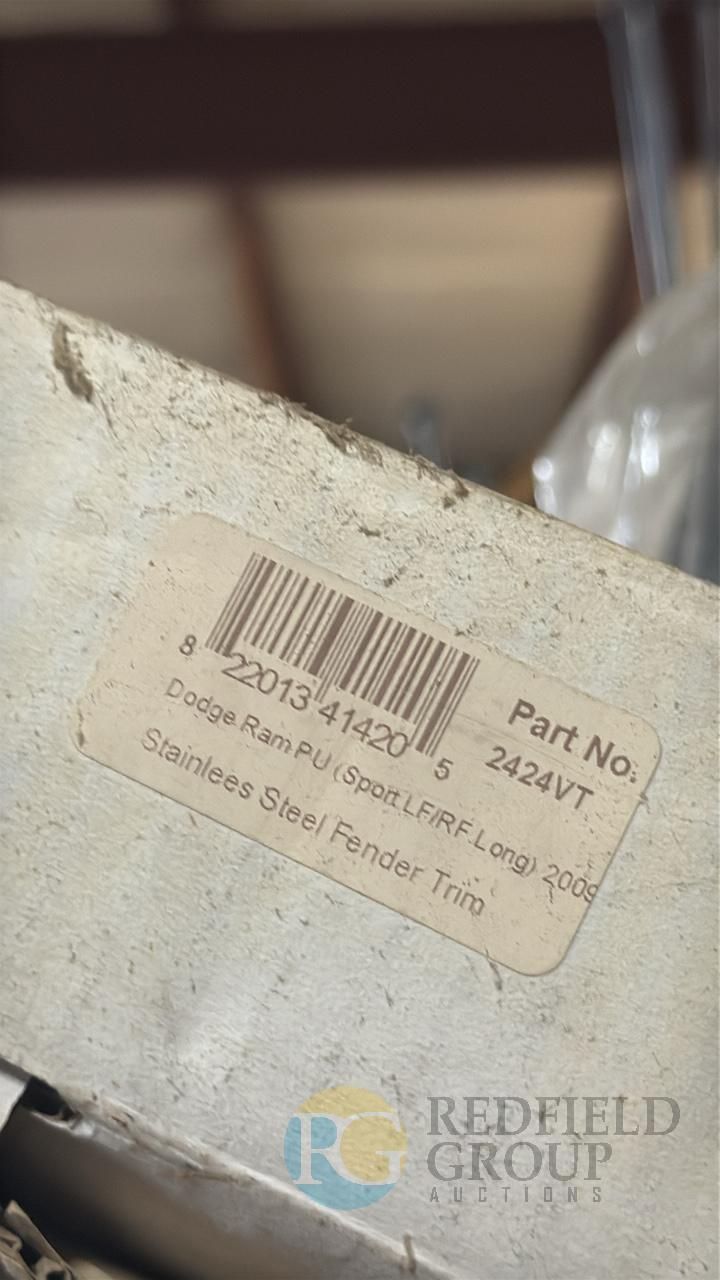 8 22013 41420 5
Part No:
2424VT
Dodge Ram PU (Sport LF/RF Long) 2009
Stainlees Steel Fender Trim
RG
REDFIELD
GROUP
AUCTIONS